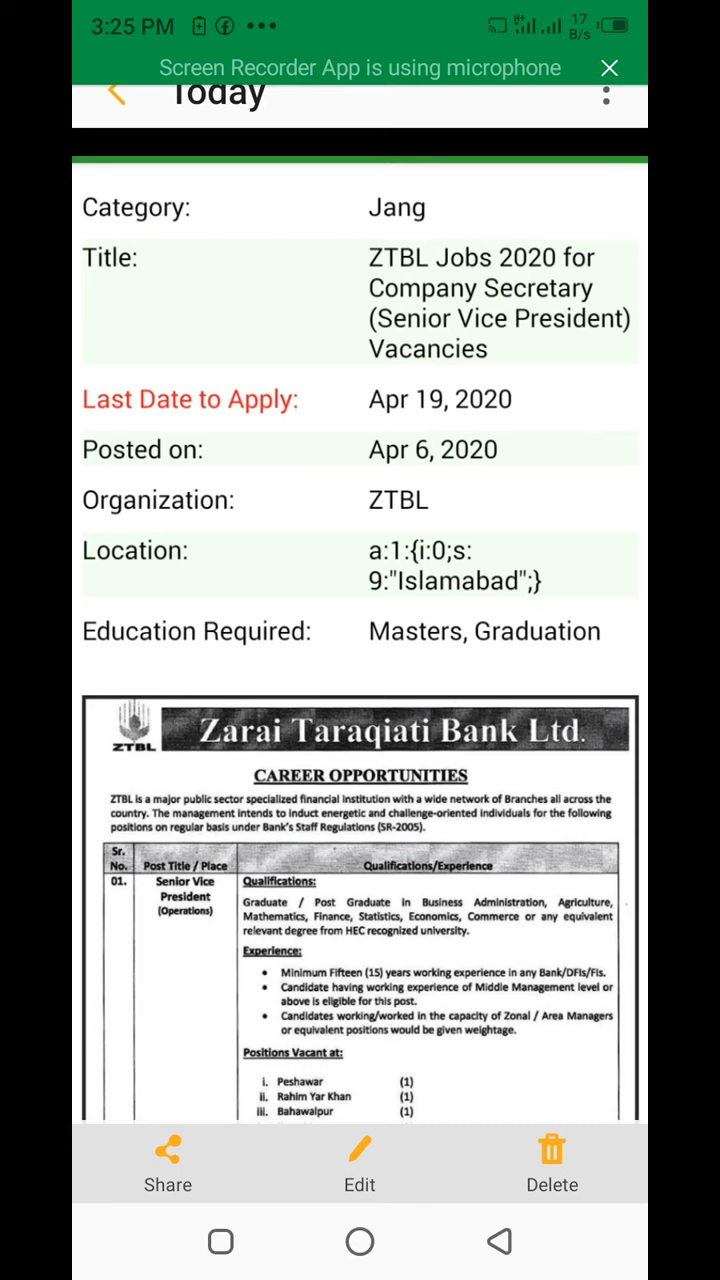 3:25 PM
17 B/s
Screen Recorder App is using microphone
Today
Category: Jang
Title: ZTBL Jobs 2020 for
Company Secretary
(Senior Vice President)
Vacancies
Last Date to Apply: Apr 19, 2020
Posted on: Apr 6, 2020
Organization: ZTBL
Location: a:1:{i:0;s:
9:"Islamabad";}
Education Required: Masters, Graduation
ZTBL
Zarai Taraqiati Bank Ltd.
CAREER OPPORTUNITIES
ZTBL is a major public sector specialized financial institution with a wide network of Branches all across the
country. The management intends to induct energetic and challenge-oriented individuals for the following
positions on regular basis under Bank's Staff Regulations (SR-2005).
Sr.
No. Post Title / Place Qualifications/Experience
01. Senior Vice
President
(Operations)
Qualifications:
Graduate / Post Graduate in Business Administration, Agriculture,
Mathematics, Finance, Statistics, Economics, Commerce or any equivalent
relevant degree from HEC recognized university.
Experience:
• Minimum Fifteen (15) years working experience in any Bank/DFIs/FIs.
• Candidate having working experience of Middle Management level or
above is eligible for this post.
• Candidates working/worked in the capacity of Zonal / Area Managers
or equivalent positions would be given weightage.
Positions Vacant at:
i. Peshawar (1)
ii. Rahim Yar Khan (1)
iii. Bahawalpur (1)
Share Edit Delete